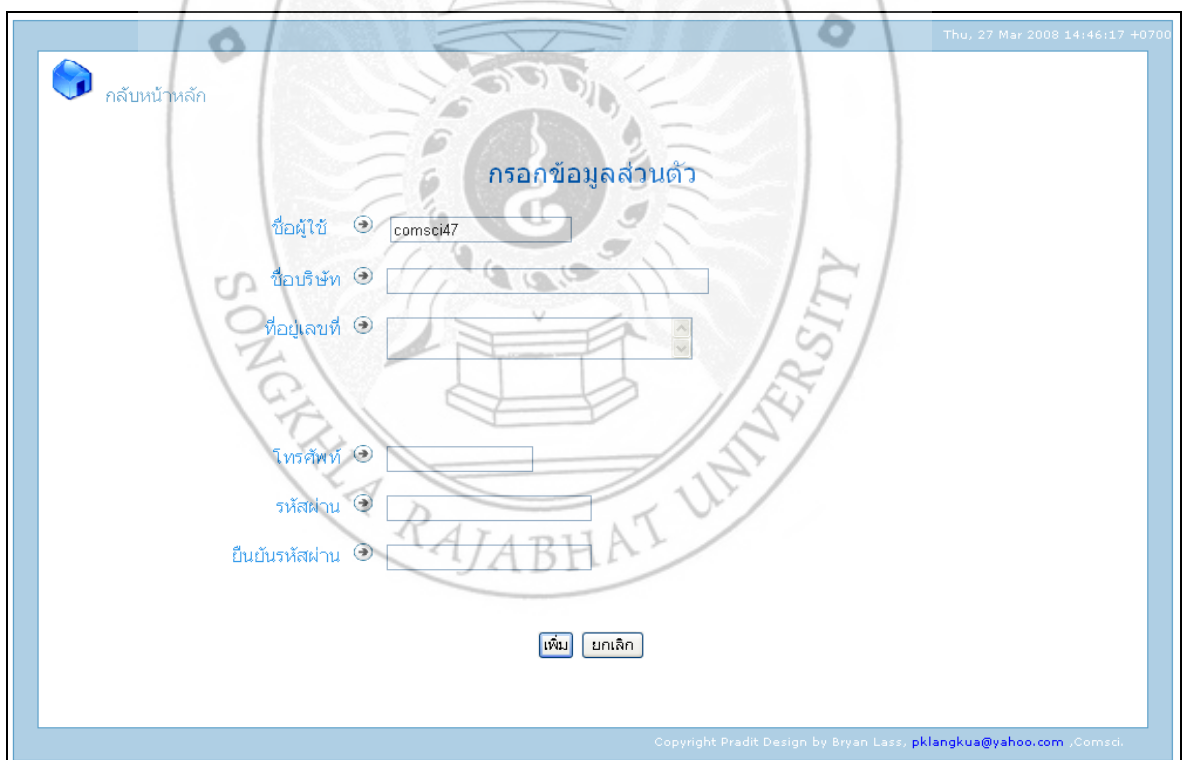 Thu, 27 Mar 2008 14:46:17 +0700
กลับหน้าหลัก
กรอกข้อมูลส่วนตัว
ชื่อผู้ใช้ comsci47
ชื่อบริษัท
ที่อยู่เลขที่
โทรศัพท์
รหัสผ่าน
ยืนยันรหัสผ่าน
SONGKHLA RAJABHAT UNIVERSITY
เพิ่ม ยกเลิก
Copyright Pradit Design by Bryan Lass, pklangkua@yahoo.com ,Comsci.